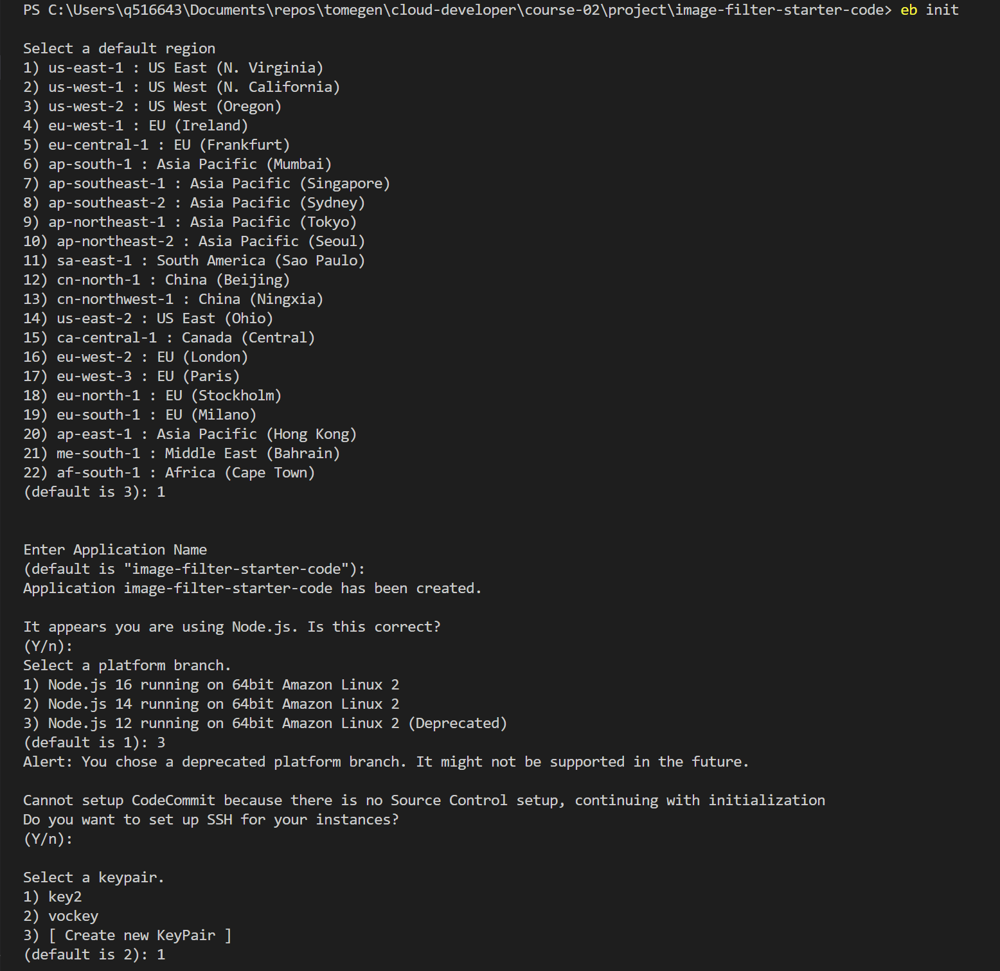 PS C:\Users\q516643\Documents\repos\tomegen\cloud-developer\course-02\project\image-filter-starter-code> eb init
Select a default region
1) us-east-1 : US East (N. Virginia)
2) us-west-1 : US West (N. California)
3) us-west-2 : US West (Oregon)
4) eu-west-1 : EU (Ireland)
5) eu-central-1 : EU (Frankfurt)
6) ap-south-1 : Asia Pacific (Mumbai)
7) ap-southeast-1 : Asia Pacific (Singapore)
8) ap-southeast-2 : Asia Pacific (Sydney)
9) ap-northeast-1 : Asia Pacific (Tokyo)
10) ap-northeast-2 : Asia Pacific (Seoul)
11) sa-east-1 : South America (Sao Paulo)
12) cn-north-1 : China (Beijing)
13) cn-northwest-1 : China (Ningxia)
14) us-east-2 : US East (Ohio)
15) ca-central-1 : Canada (Central)
16) eu-west-2 : EU (London)
17) eu-west-3 : EU (Paris)
18) eu-north-1 : EU (Stockholm)
19) eu-south-1 : EU (Milano)
20) ap-east-1 : Asia Pacific (Hong Kong)
21) me-south-1 : Middle East (Bahrain)
22) af-south-1 : Africa (Cape Town)
(default is 3): 1
Enter Application Name
(default is "image-filter-starter-code"):
Application image-filter-starter-code has been created.
It appears you are using Node.js. Is this correct?
(Y/n):
Select a platform branch.
1) Node.js 16 running on 64bit Amazon Linux 2
2) Node.js 14 running on 64bit Amazon Linux 2
3) Node.js 12 running on 64bit Amazon Linux 2 (Deprecated)
(default is 1): 3
Alert: You chose a deprecated platform branch. It might not be supported in the future.
Cannot setup CodeCommit because there is no Source Control setup, continuing with initialization
Do you want to set up SSH for your instances?
(Y/n):
Select a keypair.
1) key2
2) vockey
3) [ Create new KeyPair ]
(default is 2): 1